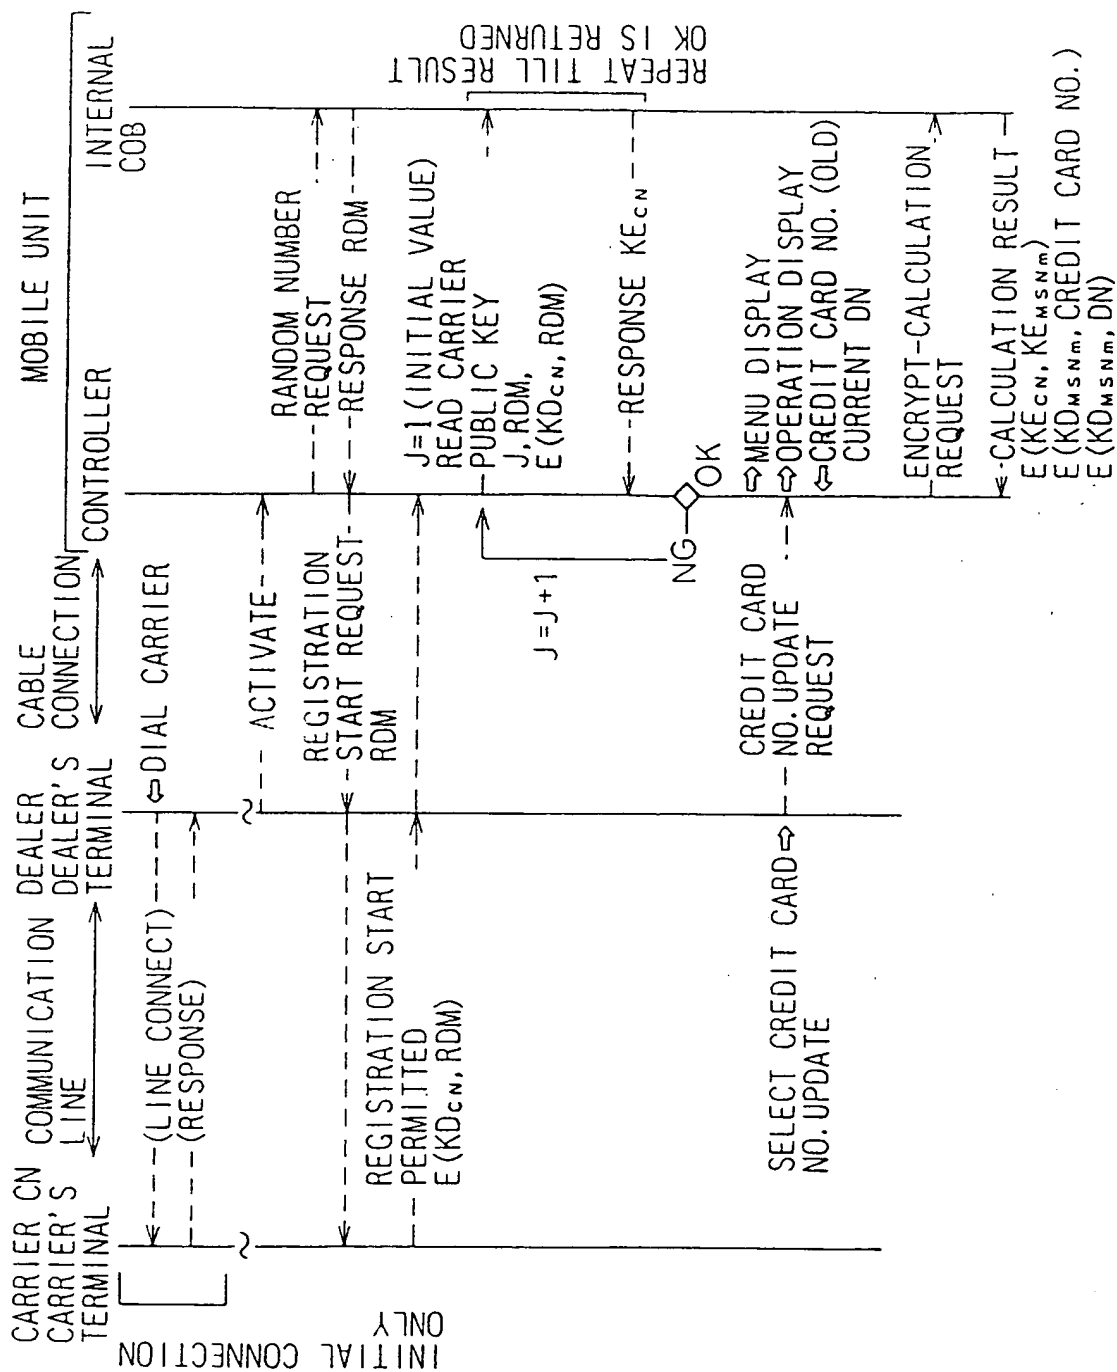 CARRIER CN
CARRIER'S
TERMINAL
COMMUNICATION
LINE
DEALER
DEALER'S
TERMINAL
CABLE
CONNECTION
MOBILE UNIT
CONTROLLER
INTERNAL
COB
INITIAL CONNECTION
ONLY
DIAL CARRIER
(LINE CONNECT)
(RESPONSE)
ACTIVATE
RANDOM NUMBER
REQUEST
RESPONSE RDM
REGISTRATION
START REQUEST
RDM
REGISTRATION START
PERMITTED
E(KDCN, RDM)
J=1(INITIAL VALUE)
READ CARRIER
PUBLIC KEY
J, RDM,
E(KDCN, RDM)
REPEAT TILL RESULT
OK IS RETURNED
RESPONSE KECN
J=J+1
NG
OK
MENU DISPLAY
OPERATION DISPLAY
CREDIT CARD NO. (OLD)
CURRENT DN
SELECT CREDIT CARD
NO. UPDATE
CREDIT CARD
NO. UPDATE
REQUEST
ENCRYPT-CALCULATION
REQUEST
CALCULATION RESULT
E(KECN, KEMSNm)
E(KDMSNm, CREDIT CARD NO.)
E(KDMSNm, DN)